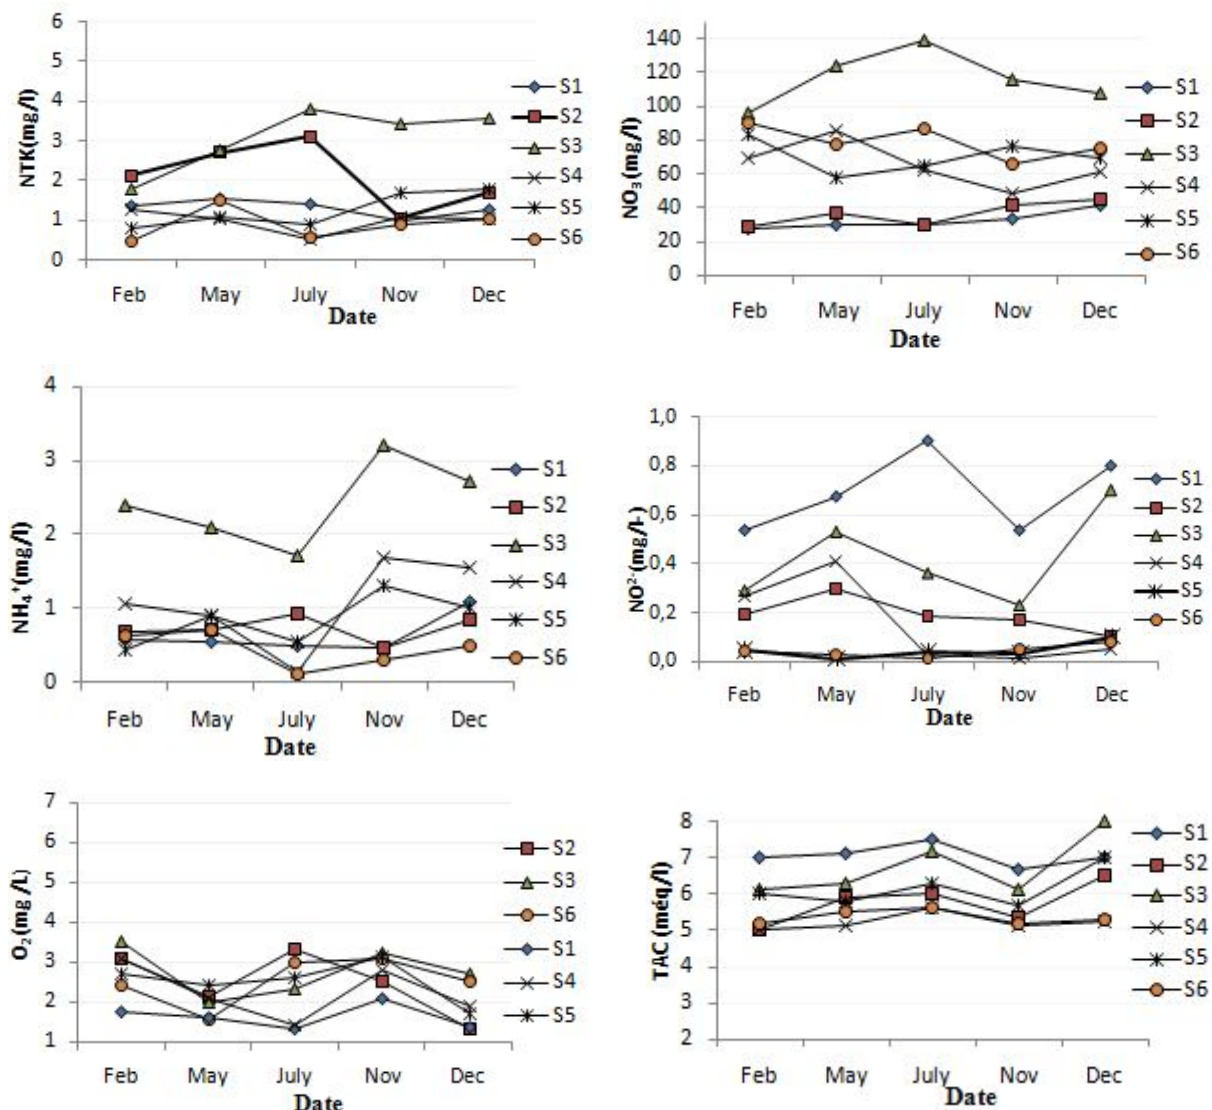 NTK(mg/l)
6
5
4
3
2
1
0
Feb May July Nov Dec
Date
S1
S2
S3
S4
S5
S6
NO3 (mg/l)
140
120
100
80
60
40
20
0
Feb May July Nov Dec
Date
S1
S2
S3
S4
S5
S6
NH4+(mg/l)
4
3
2
1
0
Feb May July Nov Dec
Date
S1
S2
S3
S4
S5
S6
NO2-(mg/l-)
1,0
0,8
0,6
0,4
0,2
0,0
Feb May July Nov Dec
Date
S1
S2
S3
S4
S5
S6
O2(mg /L)
7
6
5
4
3
2
1
Feb May July Nov Dec
Date
S2
S3
S6
S1
S4
S5
TAC (méq/l)
8
7
6
5
4
3
2
Feb May July Nov Dec
Date
S1
S2
S3
S4
S5
S6